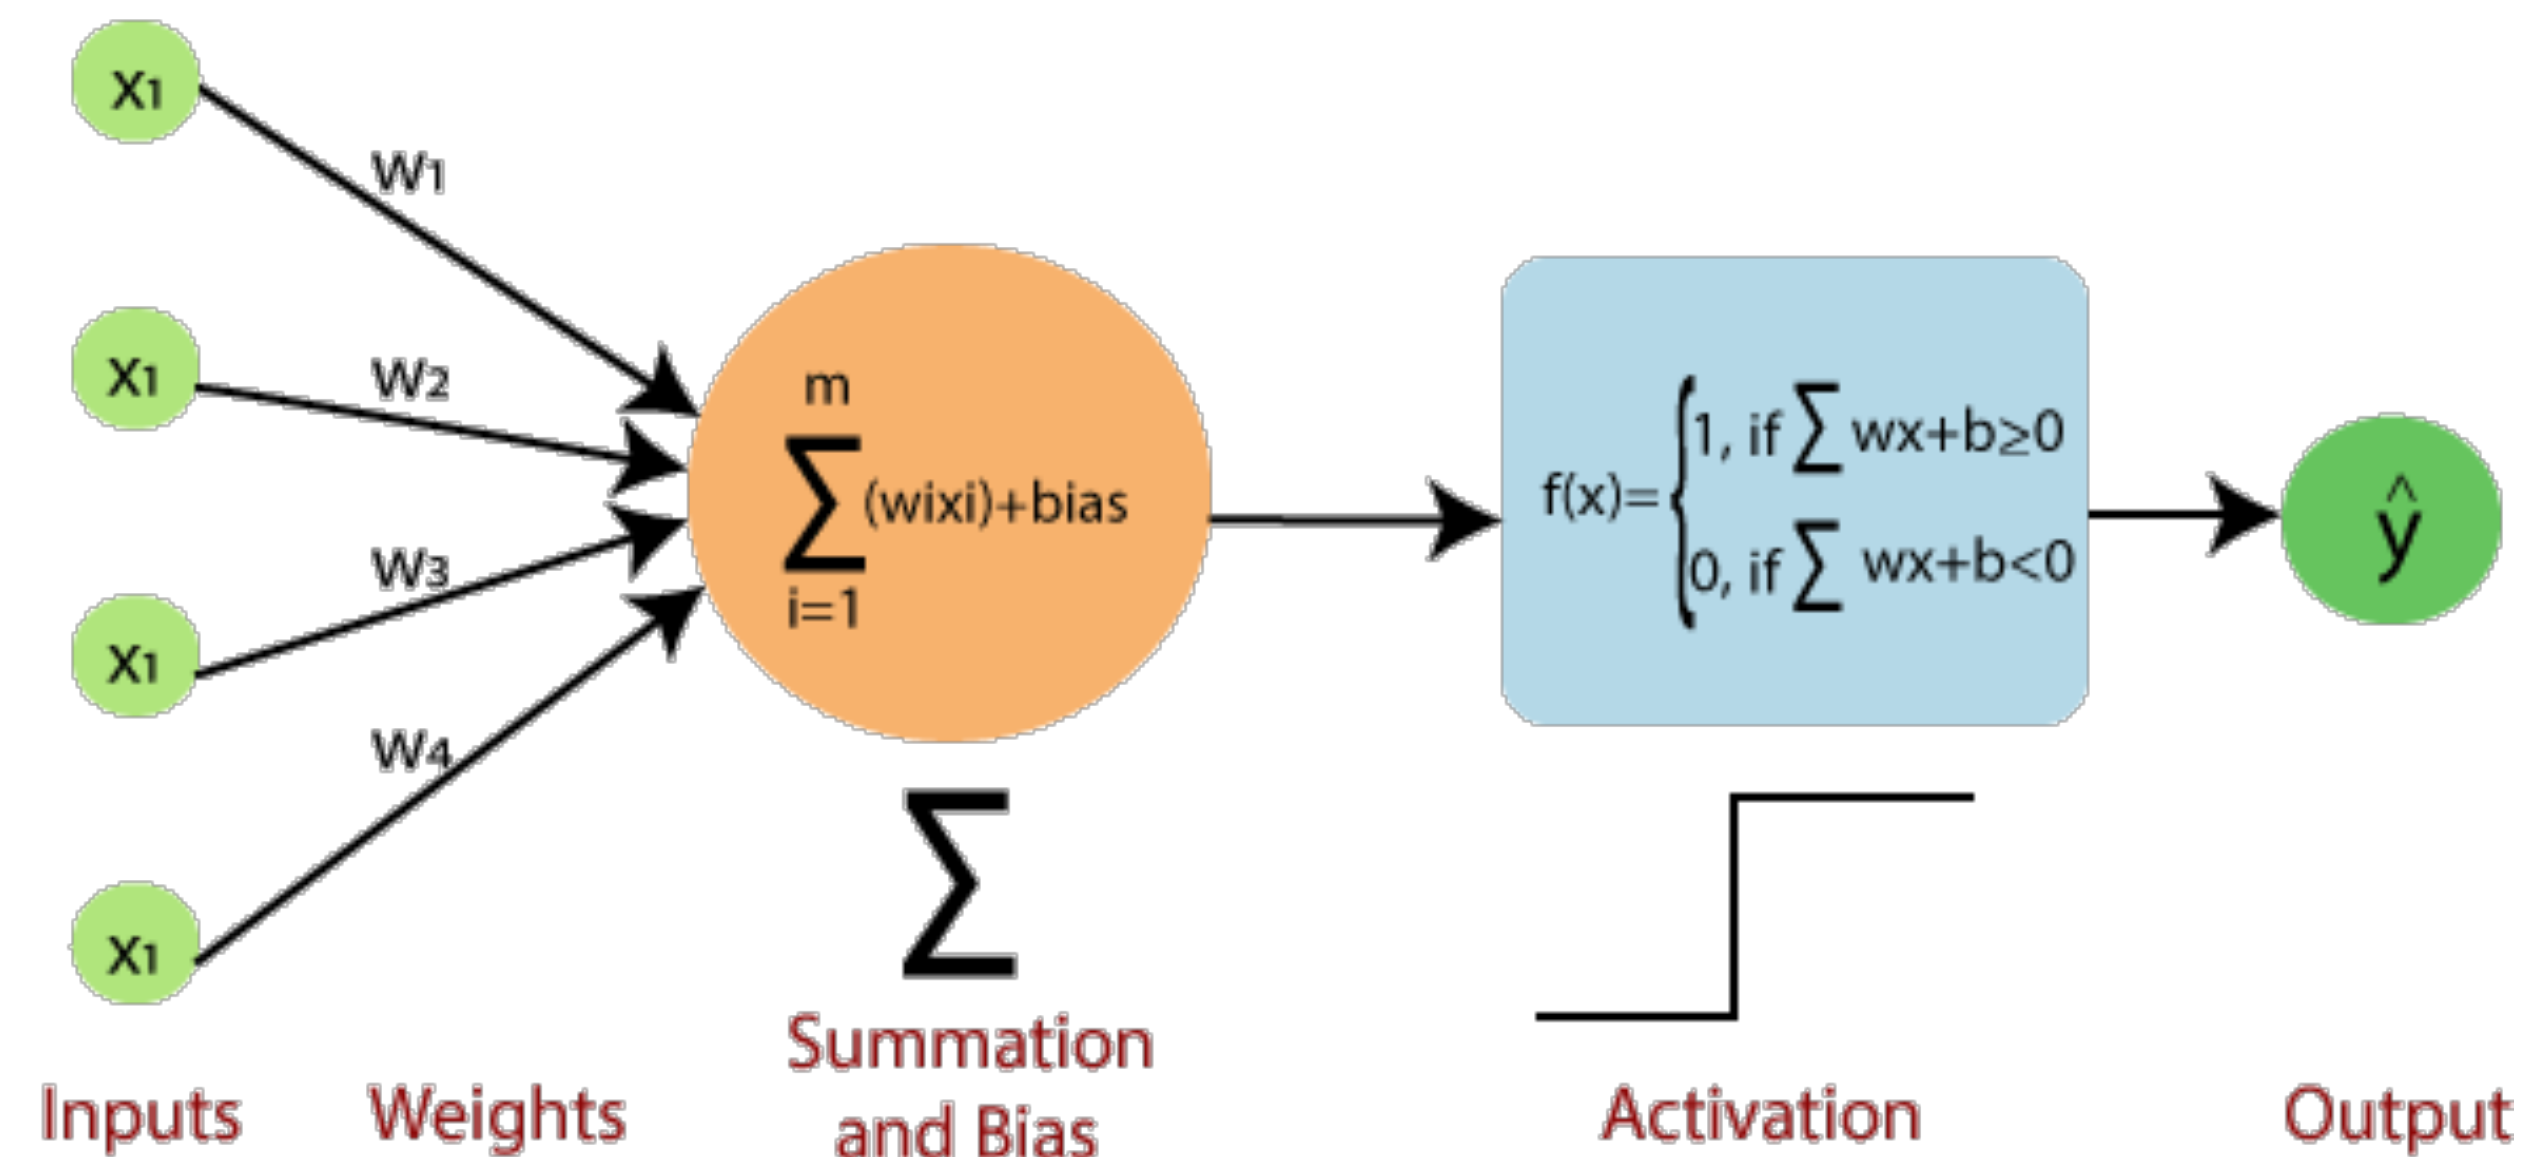 X1
W1
X1
W2
X1
W3
X1
W4
m
∑(wixi)+bias
i=1
f(x)={1, if ∑ wx+b≥0
0, if ∑ wx+b<0
ŷ
∑
Inputs
Weights
Summation
and Bias
Activation
Output